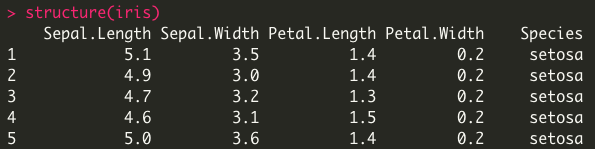 > structure(iris)
    Sepal.Length Sepal.Width Petal.Length Petal.Width    Species
1            5.1         3.5          1.4         0.2     setosa
2            4.9         3.0          1.4         0.2     setosa
3            4.7         3.2          1.3         0.2     setosa
4            4.6         3.1          1.5         0.2     setosa
5            5.0         3.6          1.4         0.2     setosa